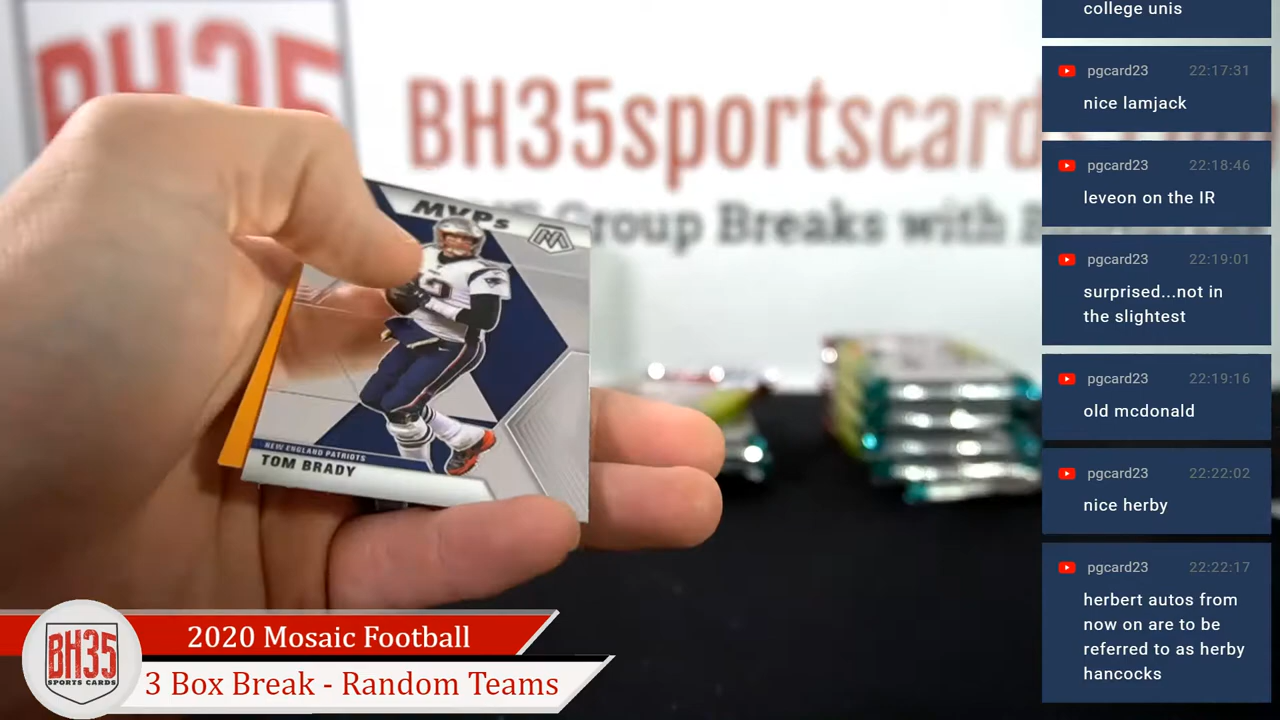 BH35
BH35sportscards
Group Breaks with
MVPs
NEW ENGLAND PATRIOTS
TOM BRADY
BH35
SPORTS CARDS
2020 Mosaic Football
3 Box Break - Random Teams
college unis
pgcard23 22:17:31
nice lamjack
pgcard23 22:18:46
leveon on the IR
pgcard23 22:19:01
surprised...not in
the slightest
pgcard23 22:19:16
old mcdonald
pgcard23 22:22:02
nice herby
pgcard23 22:22:17
herbert autos from
now on are to be
referred to as herby
hancocks